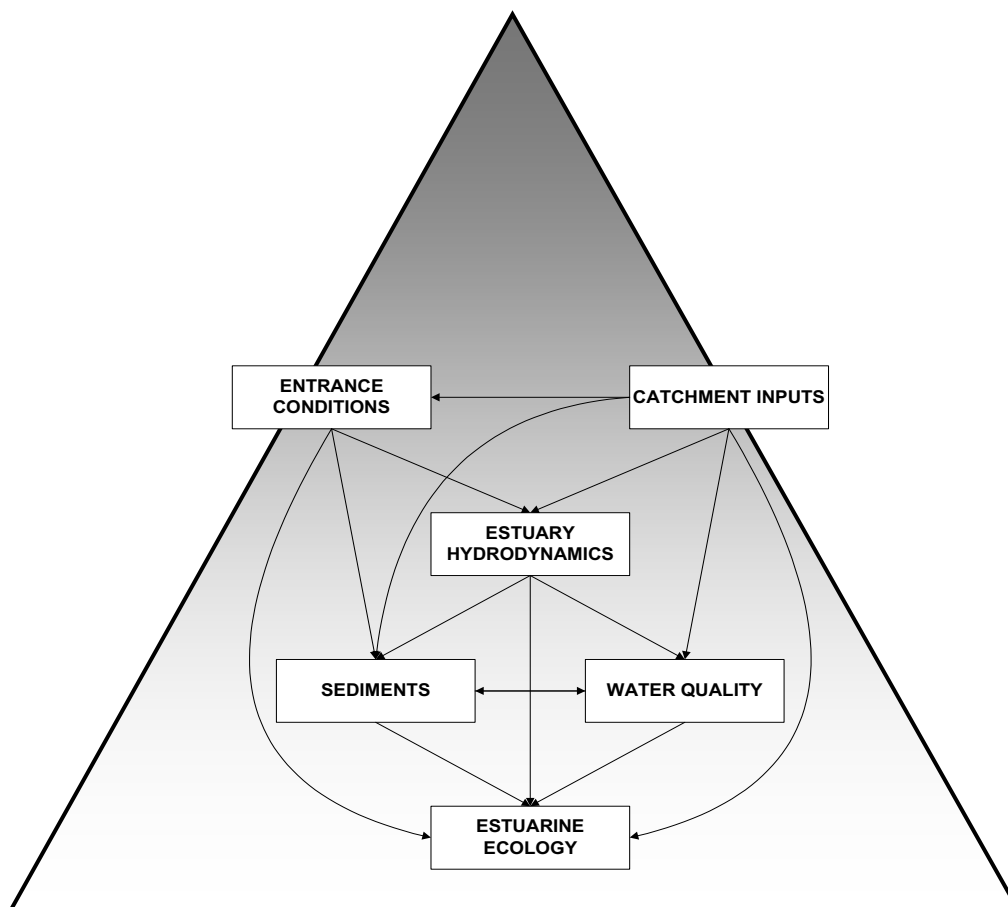 ENTRANCE
CONDITIONS
CATCHMENT INPUTS
ESTUARY
HYDRODYNAMICS
SEDIMENTS
WATER QUALITY
ESTUARINE
ECOLOGY